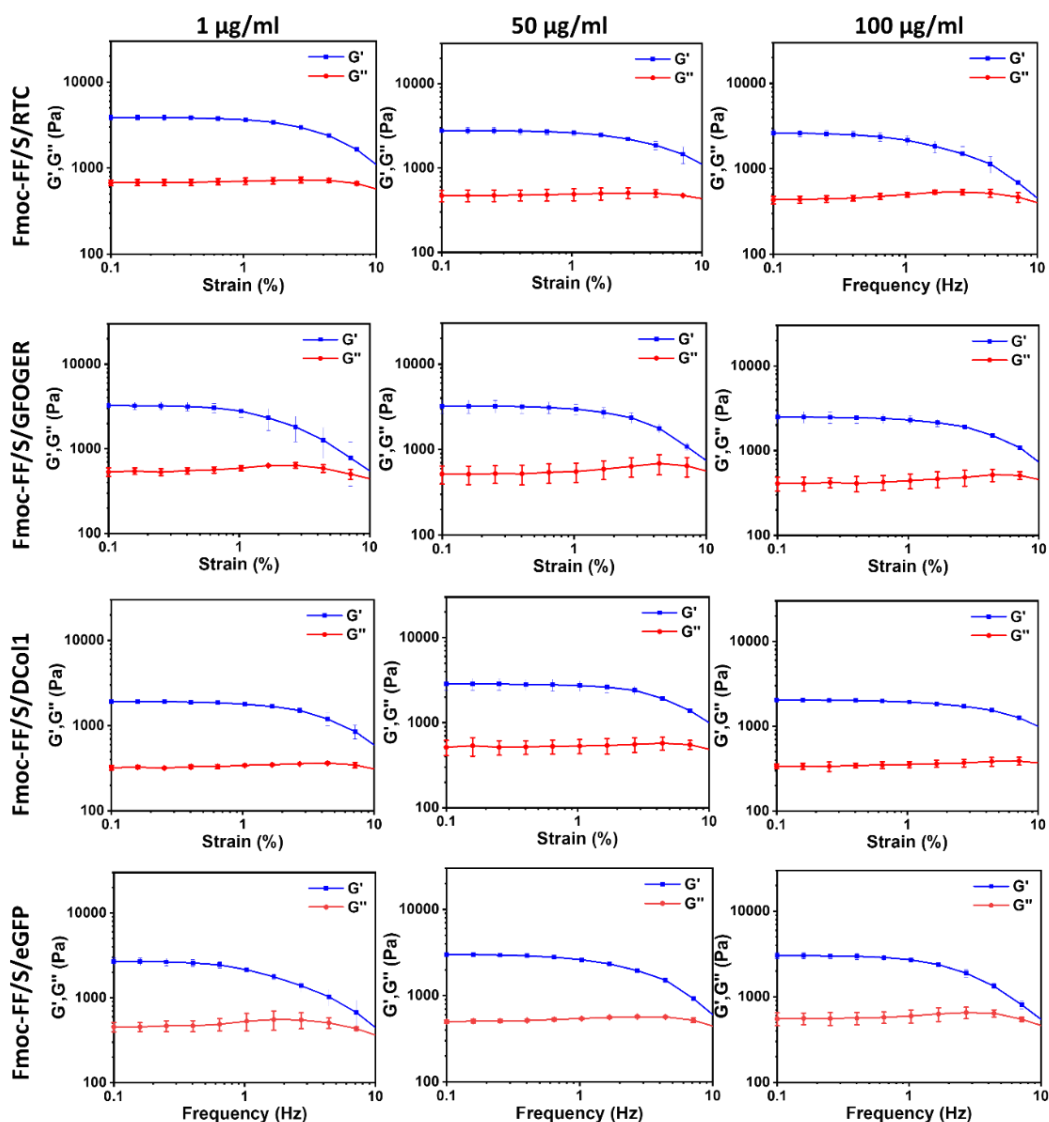 1 μg/ml
50 μg/ml
100 μg/ml
Fmoc-FF/S/RTC
G',G'' (Pa)
10000
1000
100
G'
G''
0.1
1
10
Strain (%)
G',G'' (Pa)
10000
1000
100
G'
G''
0.1
1
10
Strain (%)
G',G'' (Pa)
10000
1000
100
G'
G''
0.1
1
10
Frequency (Hz)
Fmoc-FF/S/GFOGER
G',G'' (Pa)
10000
1000
100
G'
G''
0.1
1
10
Strain (%)
G',G'' (Pa)
10000
1000
100
G'
G''
0.1
1
10
Strain (%)
G',G'' (Pa)
10000
1000
100
G'
G''
0.1
1
10
Strain (%)
Fmoc-FF/S/DCol1
G',G'' (Pa)
10000
1000
100
G'
G''
0.1
1
10
Strain (%)
G',G'' (Pa)
10000
1000
100
G'
G''
0.1
1
10
Strain (%)
G',G'' (Pa)
10000
1000
100
G'
G''
0.1
1
10
Strain (%)
Fmoc-FF/S/eGFP
G',G'' (Pa)
10000
1000
100
G'
G''
0.1
1
10
Frequency (Hz)
G',G'' (Pa)
10000
1000
100
G'
G''
0.1
1
10
Frequency (Hz)
G',G'' (Pa)
10000
1000
100
G'
G''
0.1
1
10
Frequency (Hz)